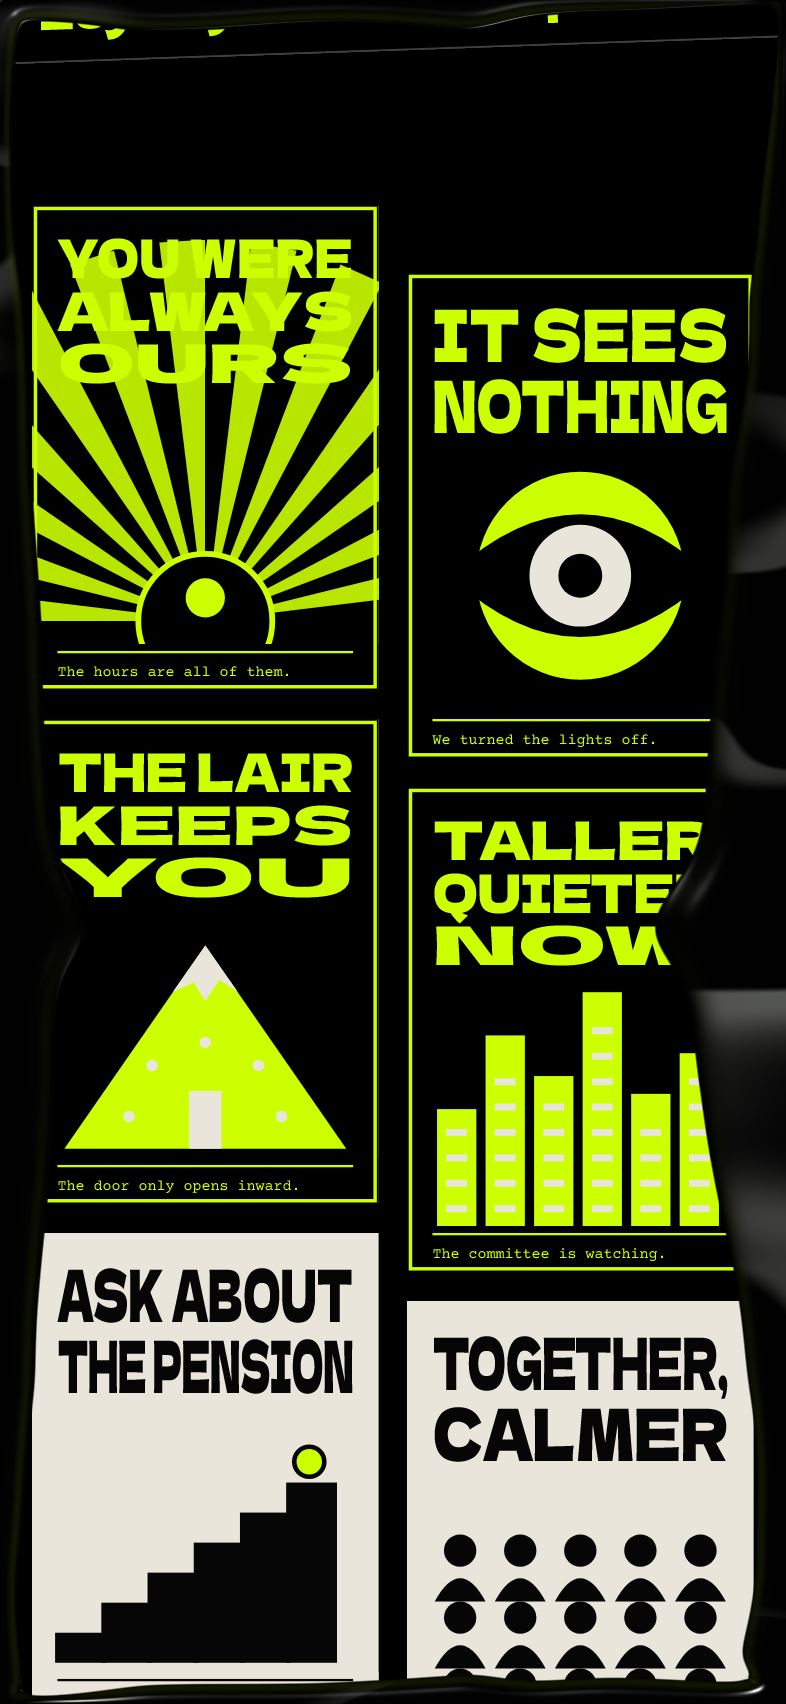 YOU WERE
ALWAYS
OURS
The hours are all of them.
IT SEES
NOTHING
We turned the lights off.
THE LAIR
KEEPS
YOU
The door only opens inward.
TALLER
QUIETER
NOW
The committee is watching.
ASK ABOUT
THE PENSION
TOGETHER,
CALMER